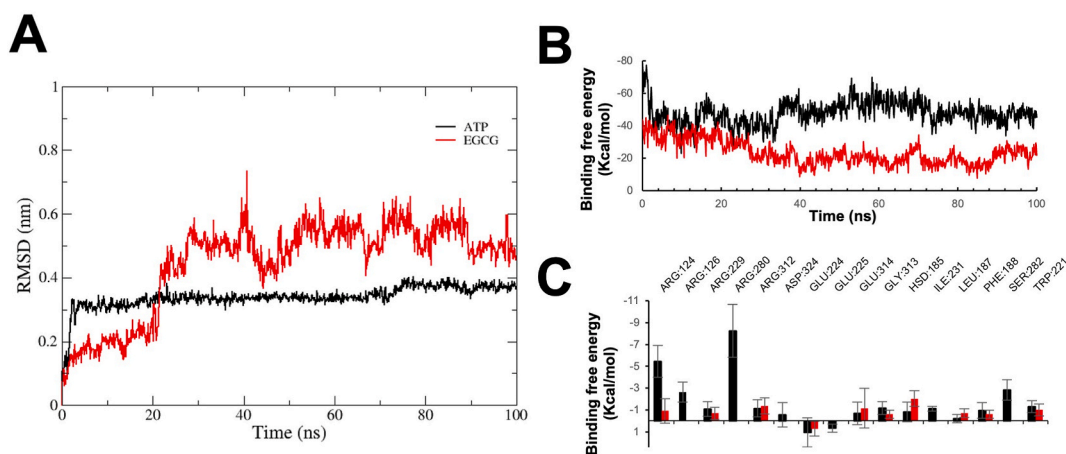 A
1
0.8
0.6
0.4
0.2
0
RMSD (nm)
ATP
EGCG
0
20
40
60
80
100
Time (ns)
B
Binding free energy
(Kcal/mol)
-80
-60
-40
-20
0
0
20
40
60
80
100
Time (ns)
C
ARG:124
ARG:126
ARG:229
ARG:280
ARG:312
ASP:324
GLU:224
GLU:225
GLU:314
GLY:313
HSD:185
ILE:231
LEU:187
PHE:188
SER:282
TRP:221
Binding free energy
(Kcal/mol)
-11
-9
-7
-5
-3
-1
1